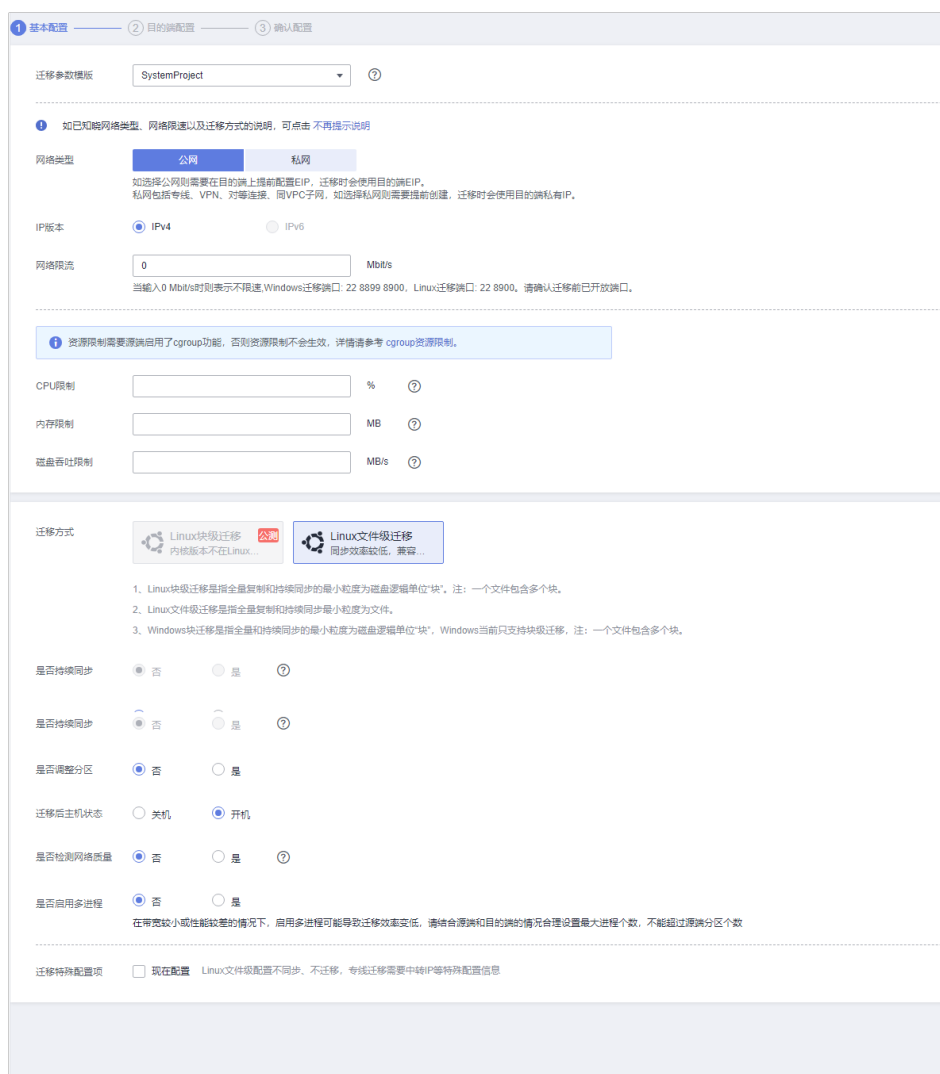 1 基本配置 2 目的端配置 3 确认配置
迁移参数模版 SystemProject ?
! 如已知晓网络类型、网络限速以及迁移方式的说明，可点击 不再提示说明
网络类型 公网 私网
如选择公网则需要在目的端上提前配置EIP，迁移时会使用目的端EIP。
私网包括专线、VPN、对等连接、同VPC子网，如选择私网则需要提前创建，迁移时会使用目的端私有IP。
IP版本 IPv4 IPv6
网络限流 0 Mbit/s
当输入0 Mbit/s时则表示不限速,Windows迁移端口: 22 8899 8900，Linux迁移端口: 22 8900。请确认迁移前已开放端口。
i 资源限制需要源端启用了cgroup功能，否则资源限制不会生效，详情请参考 cgroup资源限制。
CPU限制 % ?
内存限制 MB ?
磁盘吞吐限制 MB/s ?
迁移方式 Linux块级迁移 公测 Linux文件级迁移
内核版本不在Linux... 同步效率较低，兼容...
1、Linux块级迁移是指全量复制和持续同步的最小粒度为磁盘逻辑单位“块”。注：一个文件包含多个块。
2、Linux文件级迁移是指全量复制和持续同步最小粒度为文件。
3、Windows块迁移是指全量和持续同步的最小粒度为磁盘逻辑单位“块”，Windows当前只支持块级迁移，注：一个文件包含多个块。
是否持续同步 否 是 ?
是否持续同步 否 是 ?
是否调整分区 否 是
迁移后主机状态 关机 开机
是否检测网络质量 否 是 ?
是否启用多进程 否 是
在带宽较小或性能较差的情况下，启用多进程可能导致迁移效率变低，请结合源端和目的端的情况合理设置最大进程个数，不能超过源端分区个数
迁移特殊配置项 现在配置 Linux文件级配置不同步、不迁移，专线迁移需要中转IP等特殊配置信息